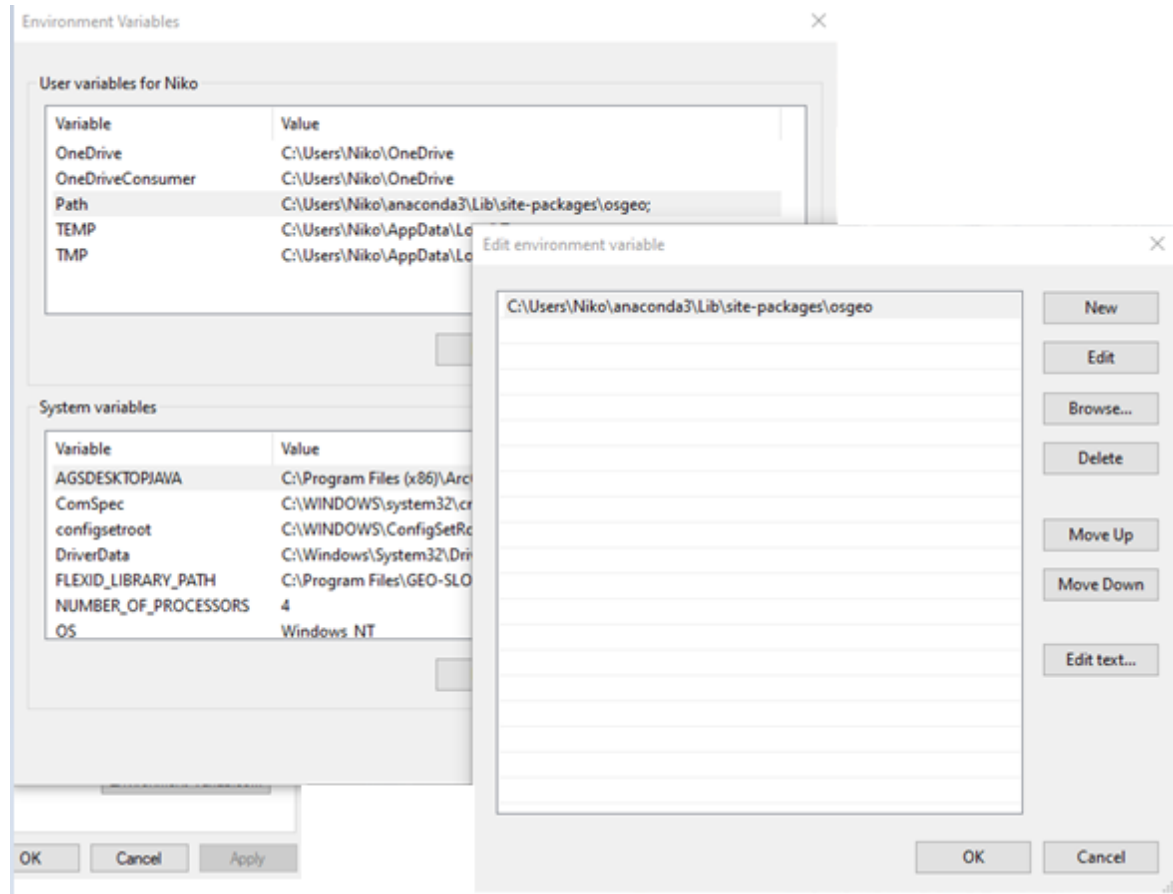 Environment Variables
User variables for Niko
Variable Value
OneDrive C:\Users\Niko\OneDrive
OneDriveConsumer C:\Users\Niko\OneDrive
Path C:\Users\Niko\anaconda3\Lib\site-packages\osgeo;
TEMP C:\Users\Niko\AppData\Lo
TMP C:\Users\Niko\AppData\Lo
System variables
Variable Value
AGSDESKTOPJAVA C:\Program Files (x86)\Arc
ComSpec C:\WINDOWS\system32\c
configsetroot C:\WINDOWS\ConfigSetRo
DriverData C:\Windows\System32\Dri
FLEXID_LIBRARY_PATH C:\Program Files\GEO-SLO
NUMBER_OF_PROCESSORS 4
OS Windows_NT
OK Cancel Apply
Edit environment variable
C:\Users\Niko\anaconda3\Lib\site-packages\osgeo
New
Edit
Browse...
Delete
Move Up
Move Down
Edit text...
OK Cancel